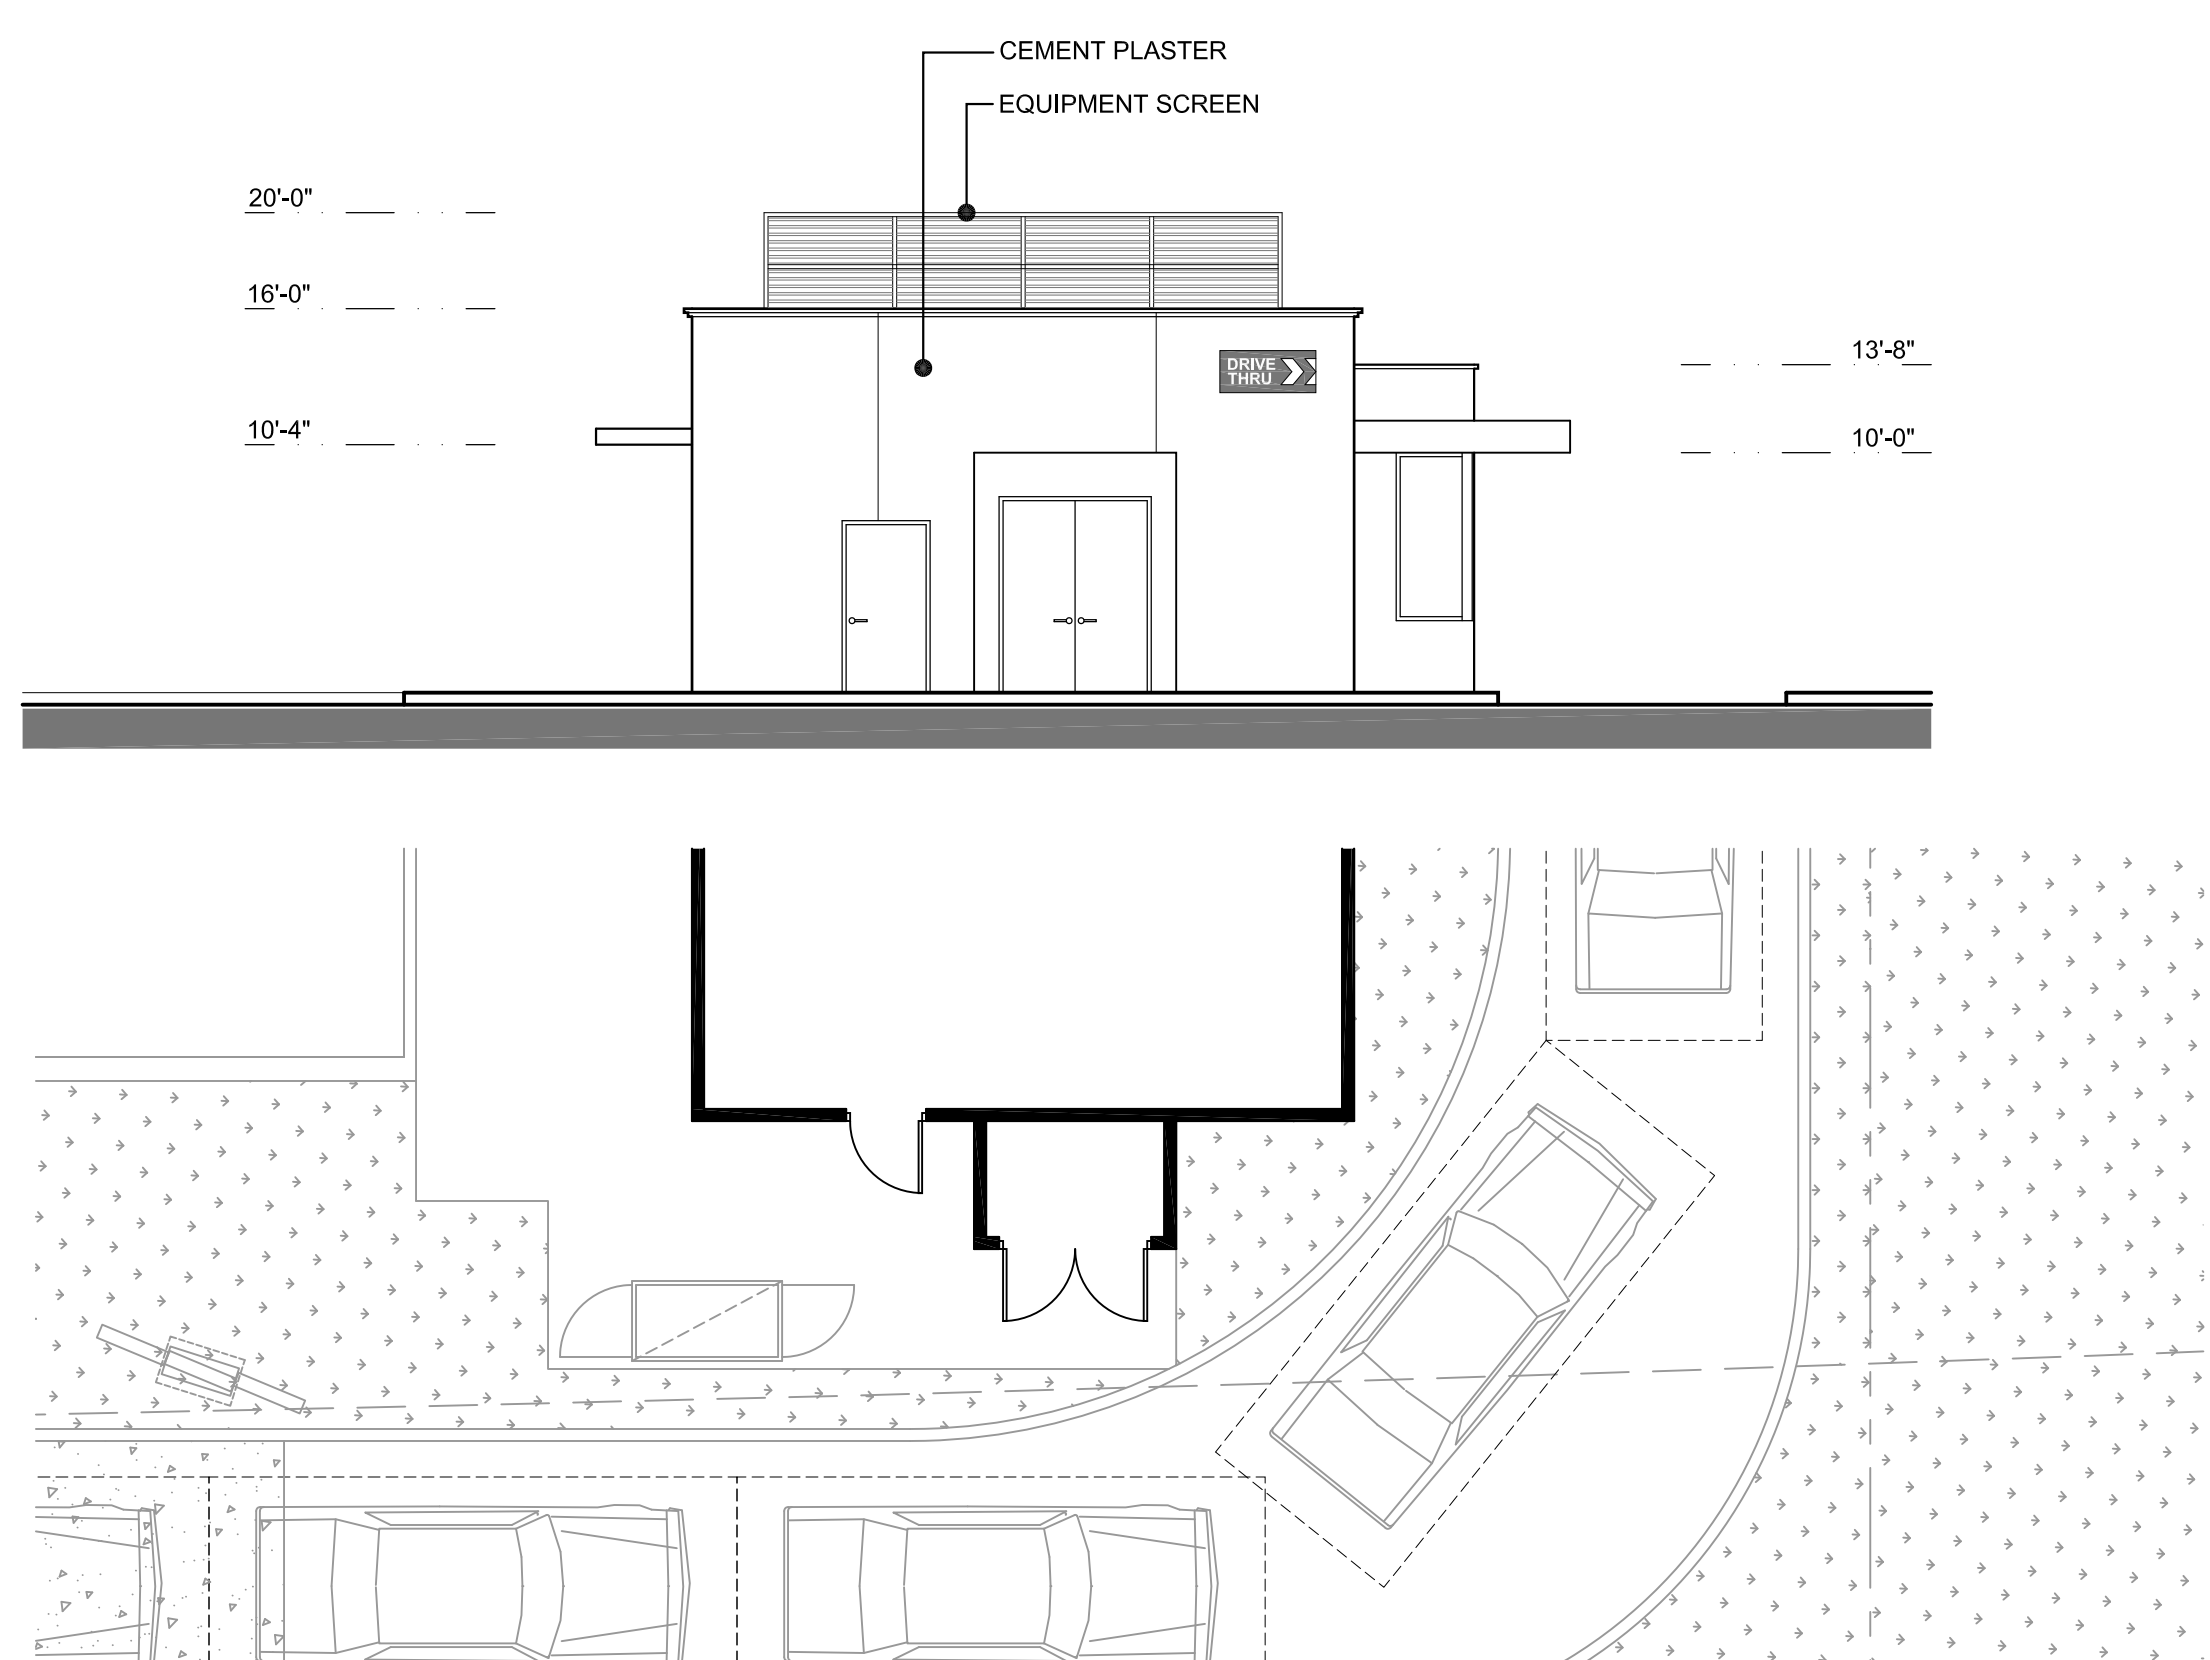 CEMENT PLASTER
EQUIPMENT SCREEN
20'-0"
16'-0"
13'-8"
DRIVE
THRU
10'-4"
10'-0"